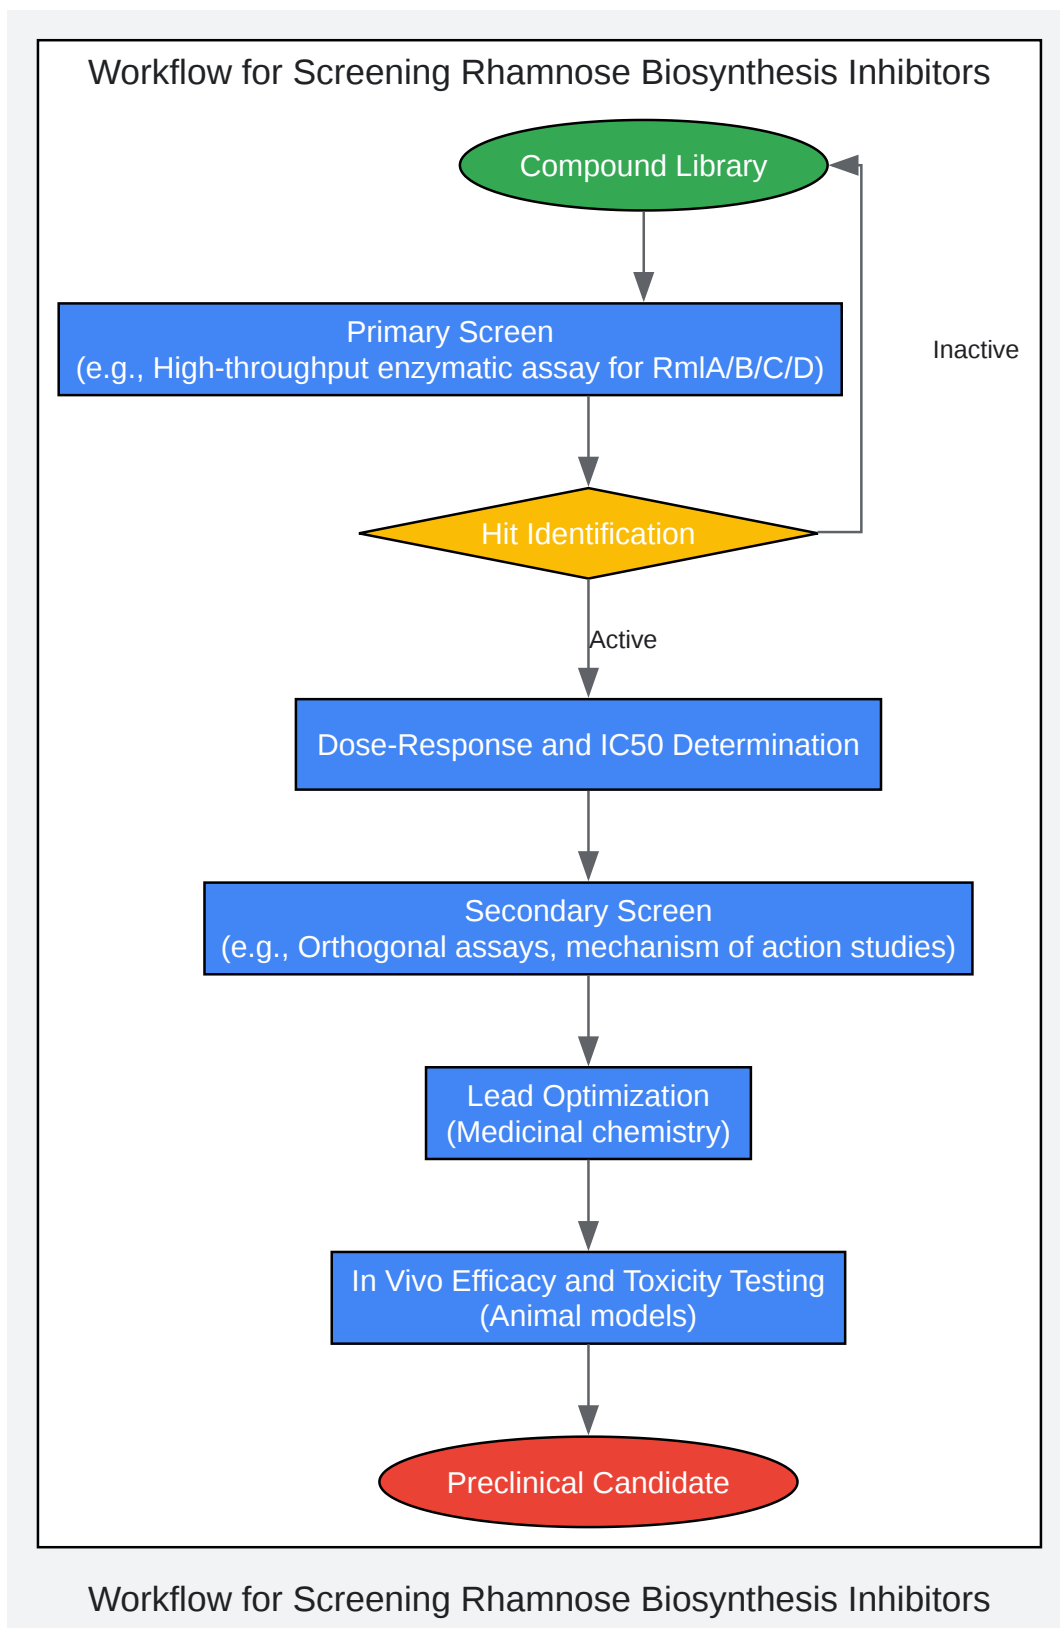 Workflow for Screening Rhamnose Biosynthesis Inhibitors
Compound Library
Primary Screen
(e.g., High-throughput enzymatic assay for RmlA/B/C/D)
Inactive
Hit Identification
Active
Dose-Response and IC50 Determination
Secondary Screen
(e.g., Orthogonal assays, mechanism of action studies)
Lead Optimization
(Medicinal chemistry)
In Vivo Efficacy and Toxicity Testing
(Animal models)
Preclinical Candidate
Workflow for Screening Rhamnose Biosynthesis Inhibitors